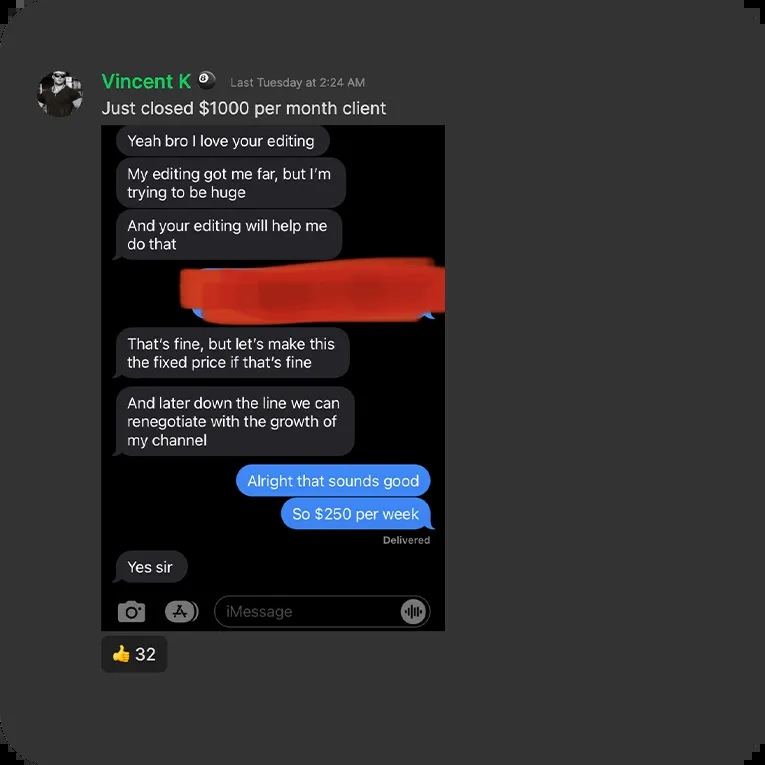 Vincent K 🎱 Last Tuesday at 2:24 AM
Just closed $1000 per month client
Yeah bro I love your editing
My editing got me far, but I'm
trying to be huge
And your editing will help me
do that
That's fine, but let's make this
the fixed price if that's fine
And later down the line we can
renegotiate with the growth of
my channel
Alright that sounds good
So $250 per week
Delivered
Yes sir
iMessage
👍 32